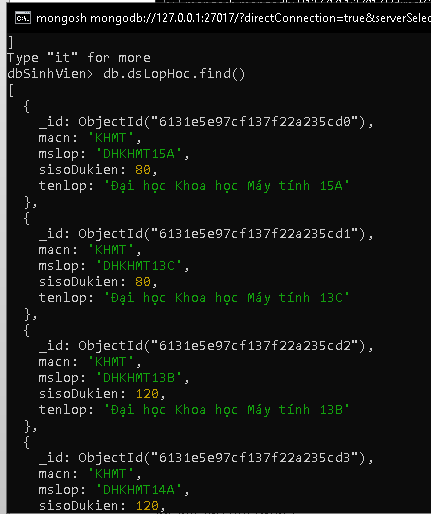 mongosh mongodb://127.0.0.1:27017/?directConnection=true&serverSelec
]
Type "it" for more
dbSinhVien> db.dsLopHoc.find()
[
  {
    _id: ObjectId("6131e5e97cf137f22a235cd0"),
    macn: 'KHMT',
    mslop: 'DHKHMT15A',
    sisoDukien: 80,
    tenlop: 'Đại học Khoa học Máy tính 15A'
  },
  {
    _id: ObjectId("6131e5e97cf137f22a235cd1"),
    macn: 'KHMT',
    mslop: 'DHKHMT13C',
    sisoDukien: 80,
    tenlop: 'Đại học Khoa học Máy tính 13C'
  },
  {
    _id: ObjectId("6131e5e97cf137f22a235cd2"),
    macn: 'KHMT',
    mslop: 'DHKHMT13B',
    sisoDukien: 120,
    tenlop: 'Đại học Khoa học Máy tính 13B'
  },
  {
    _id: ObjectId("6131e5e97cf137f22a235cd3"),
    macn: 'KHMT',
    mslop: 'DHKHMT14A',
    sisoDukien: 120,